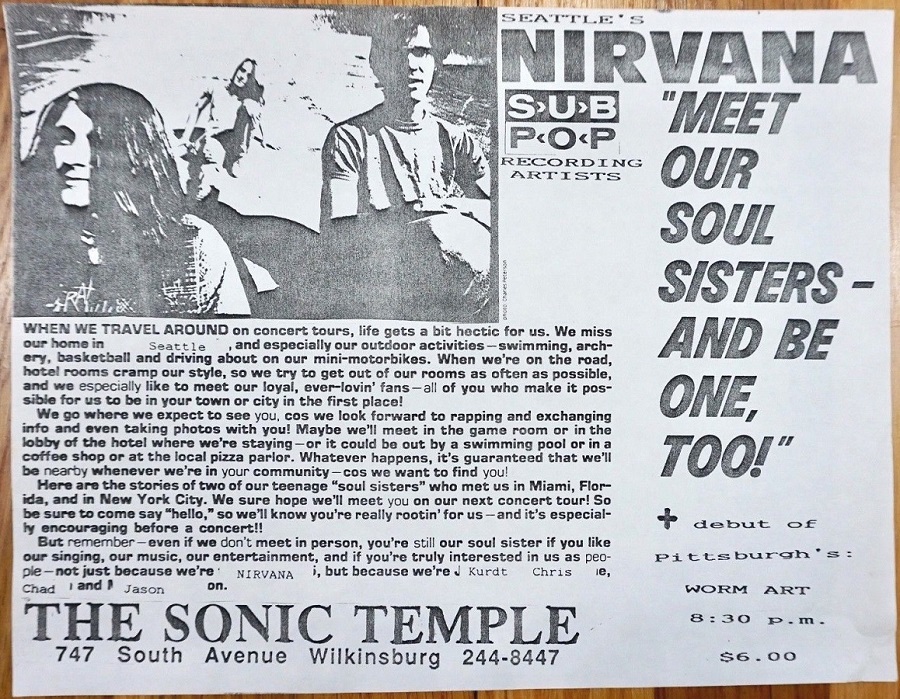 SEATTLE'S
NIRVANA
SUB
POP
RECORDING
ARTISTS
"MEET
OUR
SOUL
SISTERS –
AND BE
ONE,
TOO!"
+ debut of
Pittsburgh's:
WORM ART
8:30 p.m.
$6.00
PHOTO: Charles Peterson
WHEN WE TRAVEL AROUND on concert tours, life gets a bit hectic for us. We miss
our home in Seattle, and especially our outdoor activities—swimming, arch-
ery, basketball and driving about on our mini-motorbikes. When we're on the road,
hotel rooms cramp our style, so we try to get out of our rooms as often as possible,
and we especially like to meet our loyal, ever-lovin' fans—all of you who make it pos-
sible for us to be in your town or city in the first place!
We go where we expect to see you, cos we look forward to rapping and exchanging
info and even taking photos with you! Maybe we'll meet in the game room or in the
lobby of the hotel where we're staying—or it could be out by a swimming pool or in a
coffee shop or at the local pizza parlor. Whatever happens, it's guaranteed that we'll
be nearby whenever we're in your community—cos we want to find you!
Here are the stories of two of our teenage "soul sisters" who met us in Miami, Flor-
ida, and in New York City. We sure hope we'll meet you on our next concert tour! So
be sure to come say "hello," so we'll know you're really rootin' for us—and it's especial-
ly encouraging before a concert!!
But remember—even if we don't meet in person, you're still our soul sister if you like
our singing, our music, our entertainment, and if you're truly interested in us as peo-
ple—not just because we're NIRVANA, but because we're Kurdt Chris
Chad and Jason on.
THE SONIC TEMPLE
747 South Avenue Wilkinsburg 244-8447